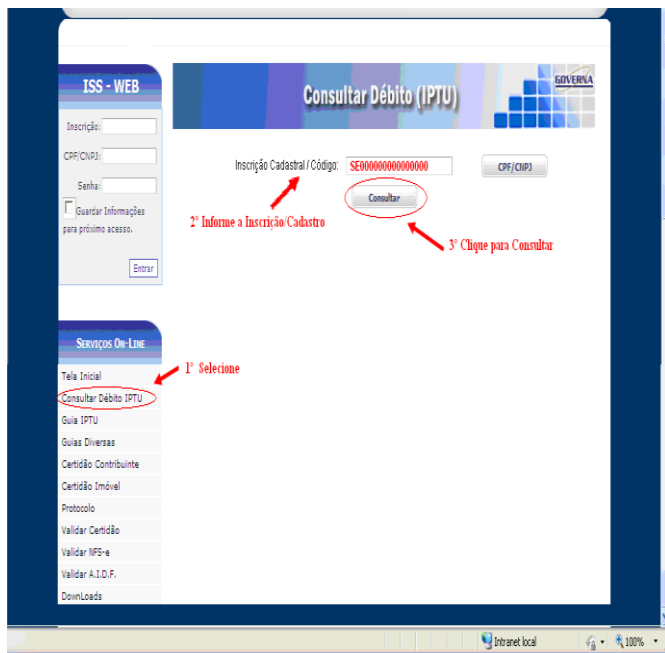 ISS - WEB
Inscrição:
CPF/CNPJ:
Senha:
Guardar Informações
para próximo acesso.
Entrar
Consultar Débito (IPTU)
GOVERNA
Inscrição Cadastral / Código:
SE000000000000000
CPF/CNPJ
Consultar
2° Informe a Inscrição/Cadastro
3° Clique para Consultar
Serviços On-Line
1° Selecione
Tela Inicial
Consultar Débito IPTU
Guia IPTU
Guias Diversas
Certidão Contribuinte
Certidão Imóvel
Protocolo
Validar Certidão
Validar NFS-e
Validar A.I.D.F.
DownLoads
Intranet local
100%